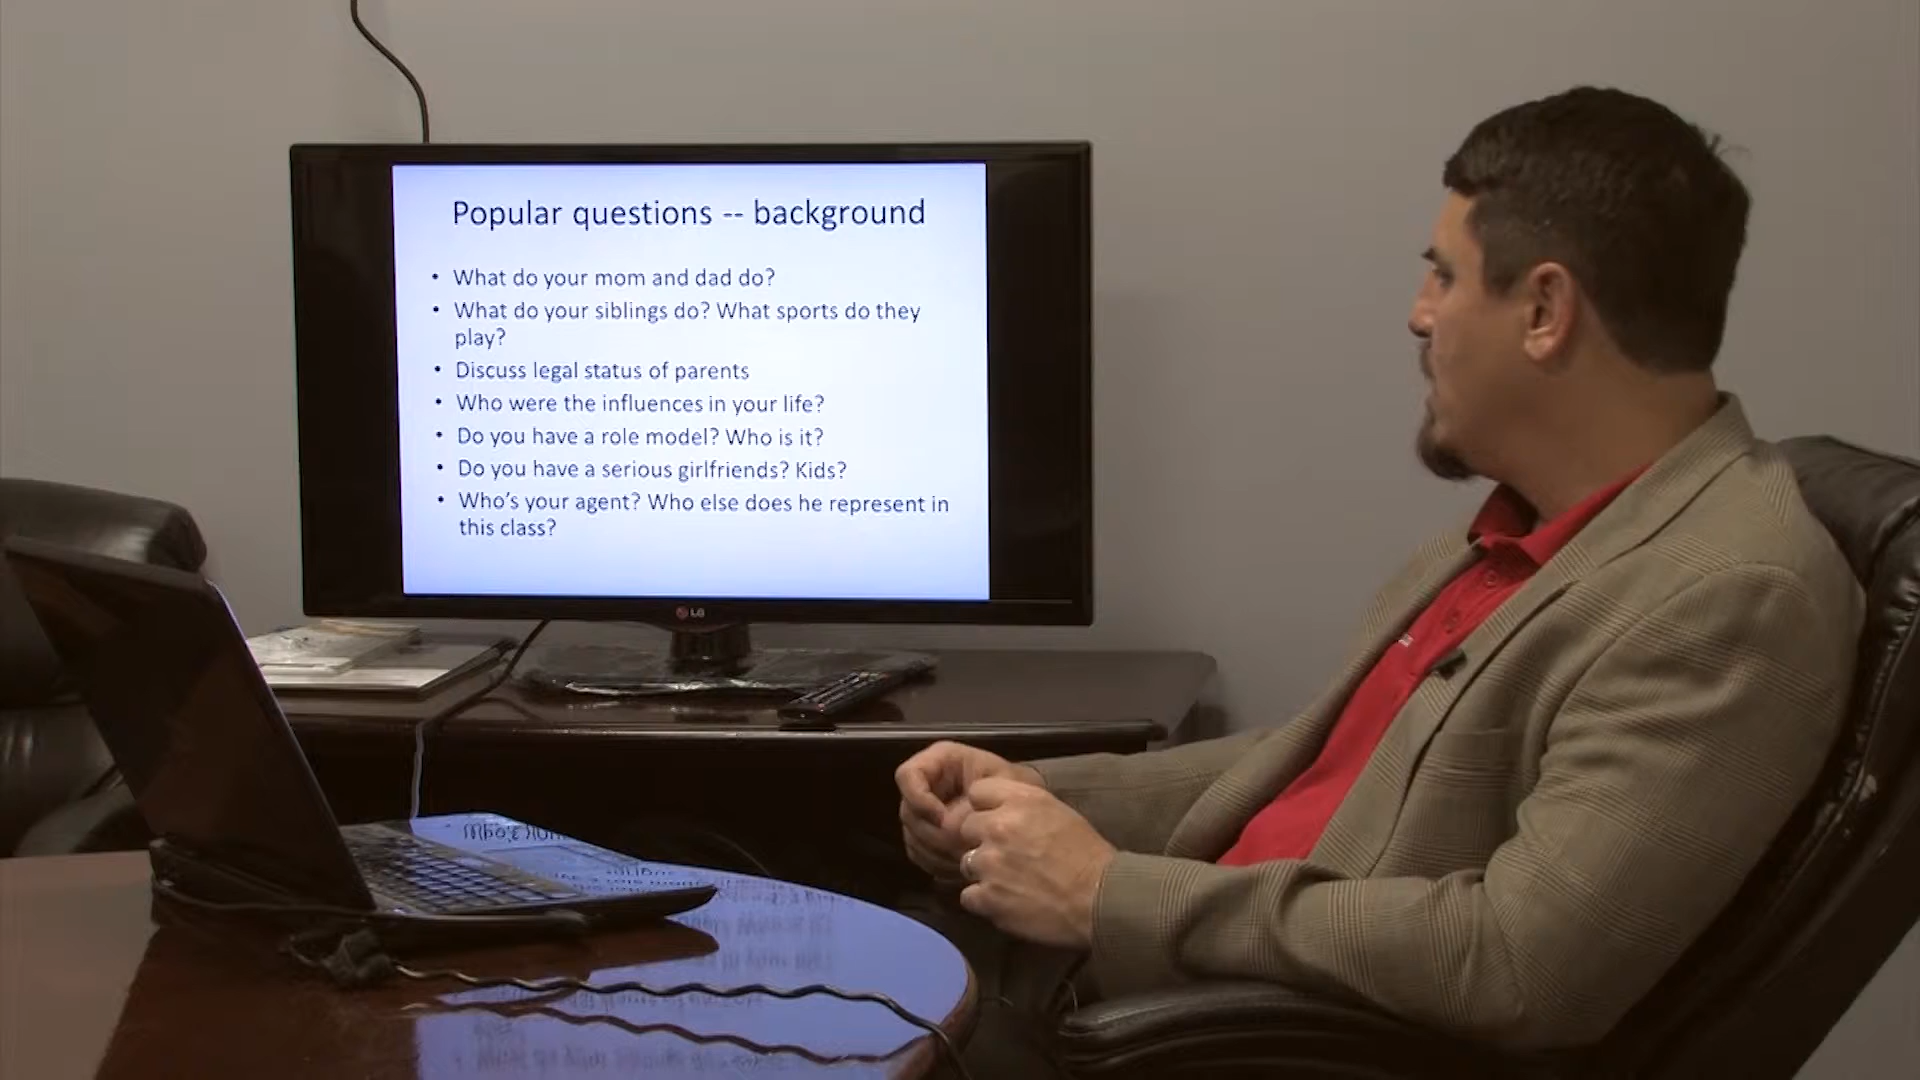 Popular questions -- background
• What do your mom and dad do?
• What do your siblings do? What sports do they
play?
• Discuss legal status of parents
• Who were the influences in your life?
• Do you have a role model? Who is it?
• Do you have a serious girlfriends? Kids?
• Who's your agent? Who else does he represent in
this class?
LG